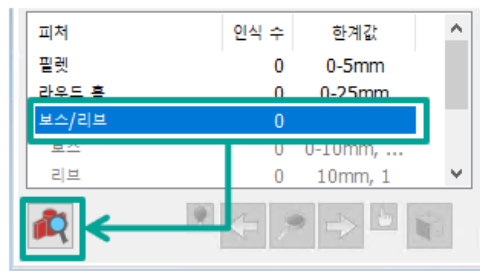 피처 인식 수 한계값
필렛 0 0-5mm
라운드 홀 0 0-25mm
보스/리브 0
보스 0 0-10mm, ...
리브 0 10mm, 1